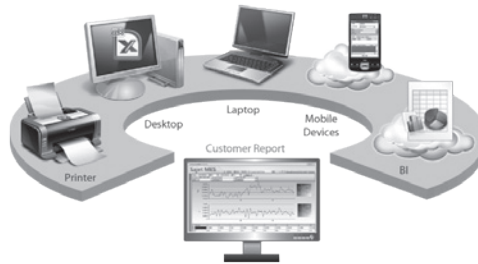 Laptop
Desktop
Mobile
Devices
Customer Report
Printer
BI